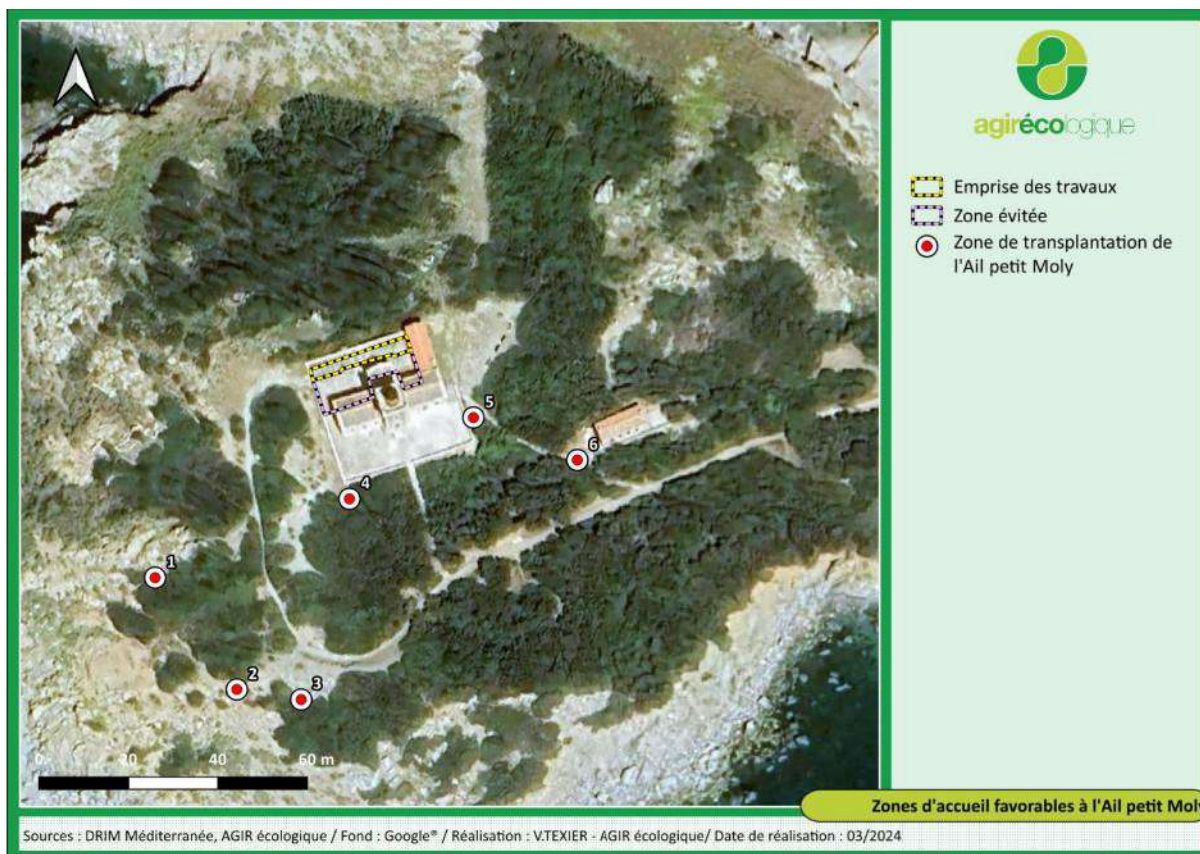 agirécologique
Emprise des travaux
Zone évitée
Zone de transplantation de
l'Ail petit Moly
5
6
4
1
2
3
0 20 40 60 m
Zones d'accueil favorables à l'Ail petit Moly
Sources : DRIM Méditerranée, AGIR écologique / Fond : Google® / Réalisation : V.TEXIER - AGIR écologique/ Date de réalisation : 03/2024